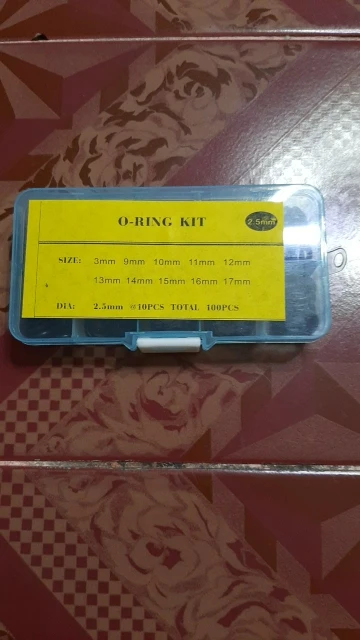 O-RING KIT 2.5mm
SIZE: 3mm 9mm 10mm 11mm 12mm
13mm 14mm 15mm 16mm 17mm
DIA: 2.5mm @10PCS TOTAL 100PCS